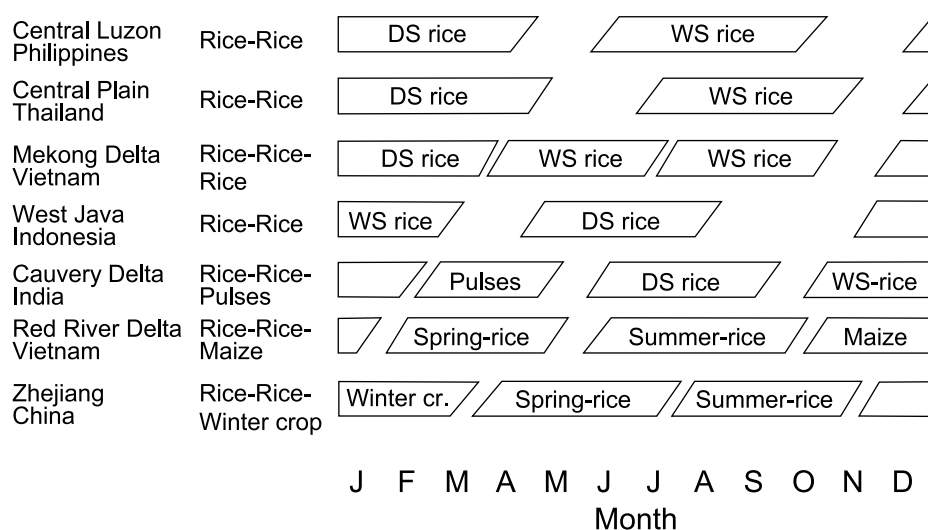 Central Luzon
Philippines
Rice-Rice
DS rice
WS rice
Central Plain
Thailand
Rice-Rice
DS rice
WS rice
Mekong Delta
Vietnam
Rice-Rice-
Rice
DS rice
WS rice
WS rice
West Java
Indonesia
Rice-Rice
WS rice
DS rice
Cauvery Delta
India
Rice-Rice-
Pulses
Pulses
DS rice
WS-rice
Red River Delta
Vietnam
Rice-Rice-
Maize
Spring-rice
Summer-rice
Maize
Zhejiang
China
Rice-Rice-
Winter crop
Winter cr.
Spring-rice
Summer-rice
J F M A M J J A S O N D
Month